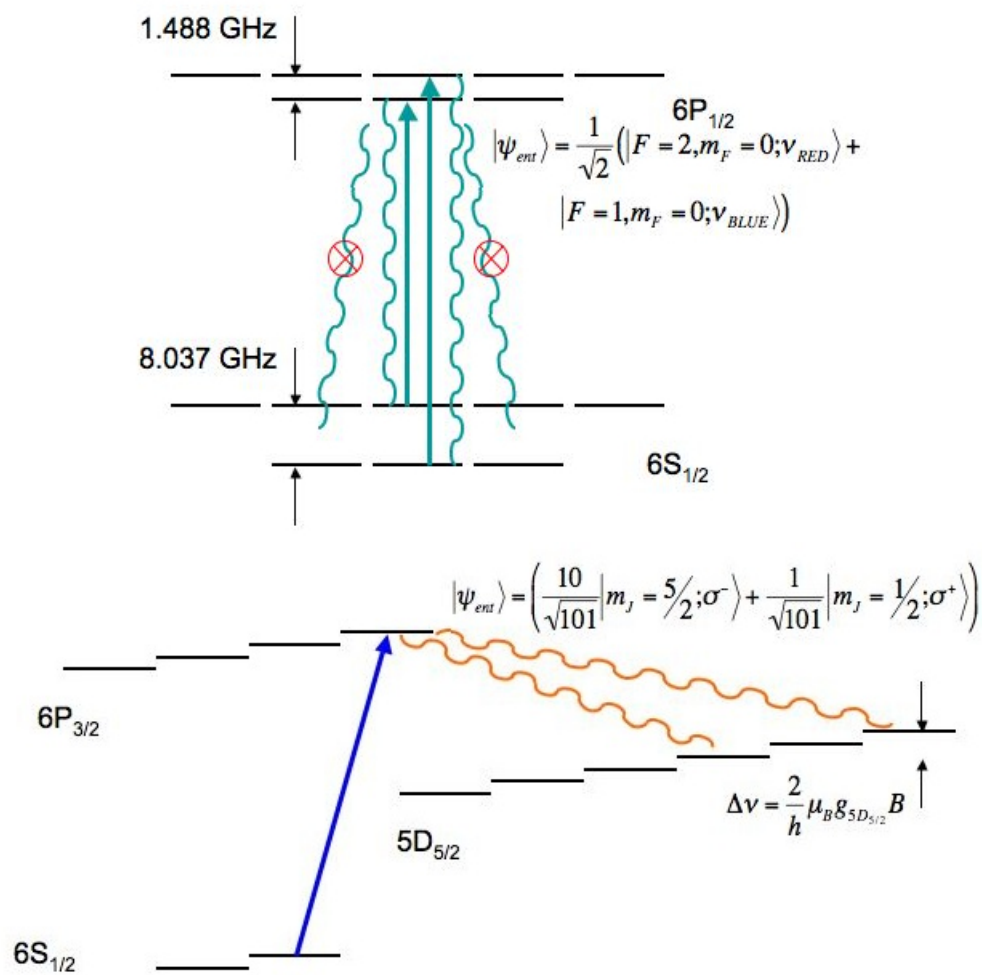 1.488 GHz
6P1/2
|ψent⟩ = 1/√2 (|F = 2, mF = 0; νRED⟩ +
|F = 1, mF = 0; νBLUE⟩)
8.037 GHz
6S1/2
|ψent⟩ = (10/√101 |mJ = 5/2; σ−⟩ + 1/√101 |mJ = 1/2; σ+⟩)
6P3/2
Δν = 2/h μB g5D5/2 B
5D5/2
6S1/2